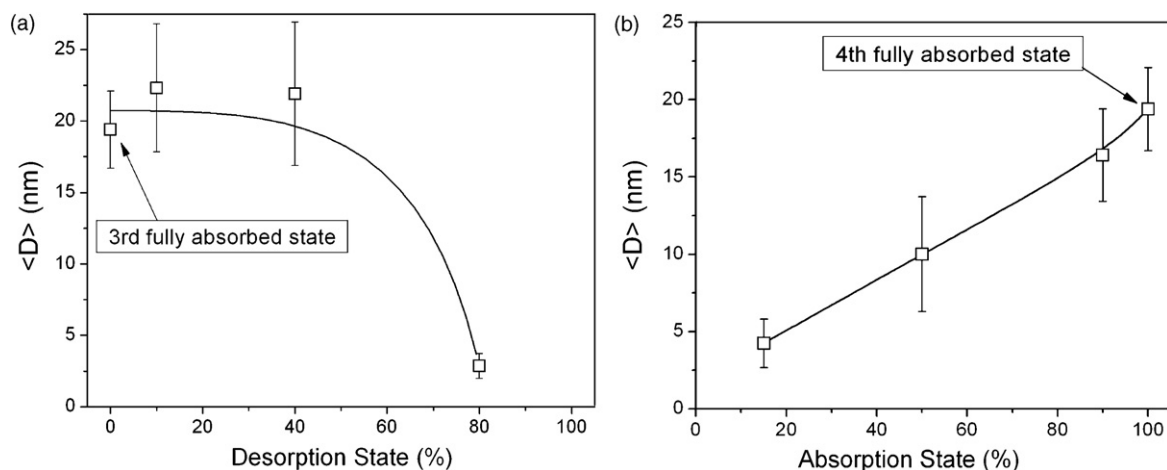 (a)
25
20
15
10
5
0
<D> (nm)
3rd fully absorbed state
0 20 40 60 80 100
Desorption State (%)
(b)
25
20
15
10
5
0
<D> (nm)
4th fully absorbed state
0 20 40 60 80 100
Absorption State (%)